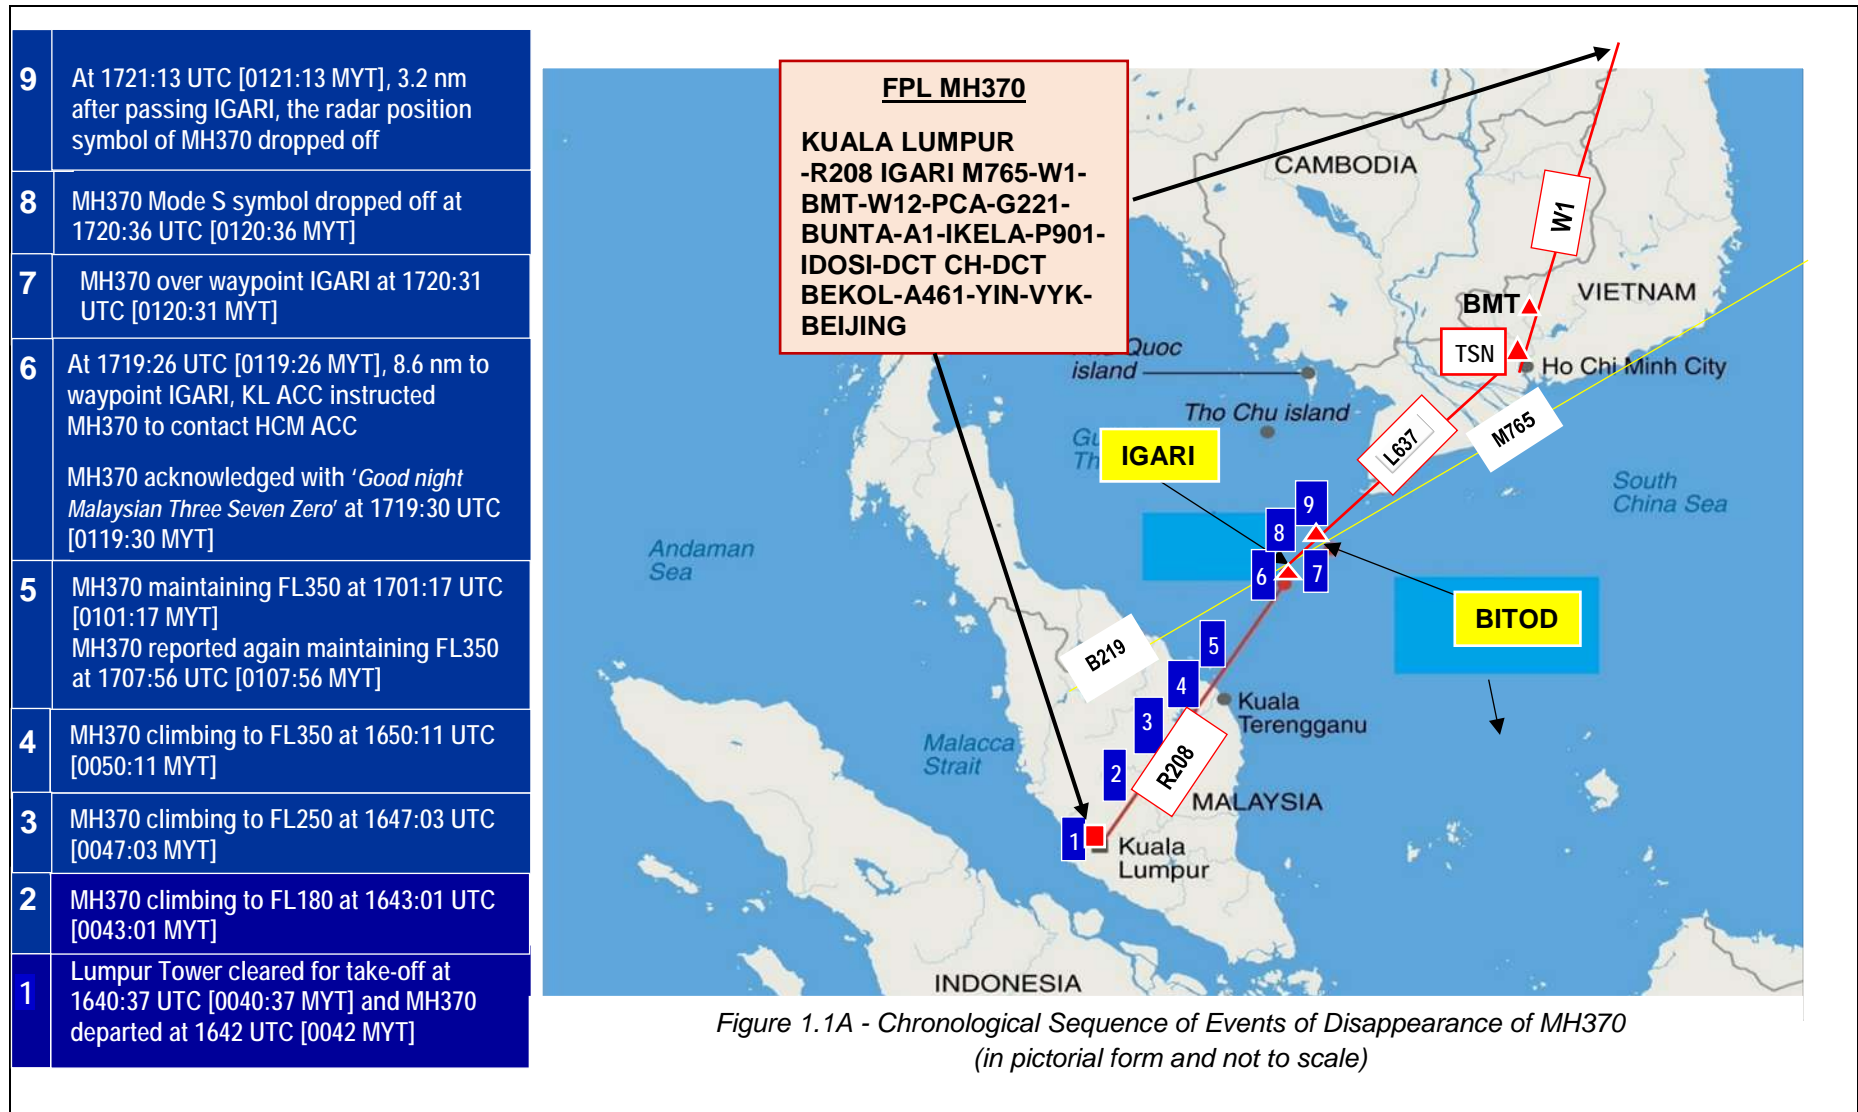 9
At 1721:13 UTC [0121:13 MYT], 3.2 nm
after passing IGARI, the radar position
symbol of MH370 dropped off
8
MH370 Mode S symbol dropped off at
1720:36 UTC [0120:36 MYT]
7
MH370 over waypoint IGARI at 1720:31
UTC [0120:31 MYT]
6
At 1719:26 UTC [0119:26 MYT], 8.6 nm to
waypoint IGARI, KL ACC instructed
MH370 to contact HCM ACC
MH370 acknowledged with ‘Good night
Malaysian Three Seven Zero’ at 1719:30 UTC
[0119:30 MYT]
5
MH370 maintaining FL350 at 1701:17 UTC
[0101:17 MYT]
MH370 reported again maintaining FL350
at 1707:56 UTC [0107:56 MYT]
4
MH370 climbing to FL350 at 1650:11 UTC
[0050:11 MYT]
3
MH370 climbing to FL250 at 1647:03 UTC
[0047:03 MYT]
2
MH370 climbing to FL180 at 1643:01 UTC
[0043:01 MYT]
1
Lumpur Tower cleared for take-off at
1640:37 UTC [0040:37 MYT] and MH370
departed at 1642 UTC [0042 MYT]
FPL MH370
KUALA LUMPUR
-R208 IGARI M765-W1-
BMT-W12-PCA-G221-
BUNTA-A1-IKELA-P901-
IDOSI-DCT CH-DCT
BEKOL-A461-YIN-VYK-
BEIJING
CAMBODIA
W1
VIETNAM
BMT
TSN
Ho Chi Minh City
Quoc
island
Tho Chu island
M765
L637
Gu
Th
IGARI
South
China Sea
9
8
Andaman
Sea
6
7
BITOD
B219
5
4
Kuala
Terengganu
3
Malacca
Strait
2
R208
MALAYSIA
1
Kuala
Lumpur
INDONESIA
Figure 1.1A - Chronological Sequence of Events of Disappearance of MH370
(in pictorial form and not to scale)